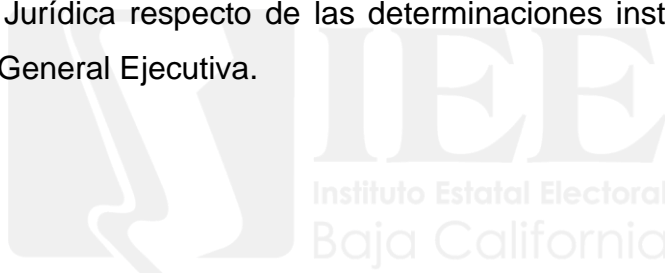 Jurídica respecto de las determinaciones inst
General Ejecutiva.
IEE
Instituto Estatal Electoral
Baja California